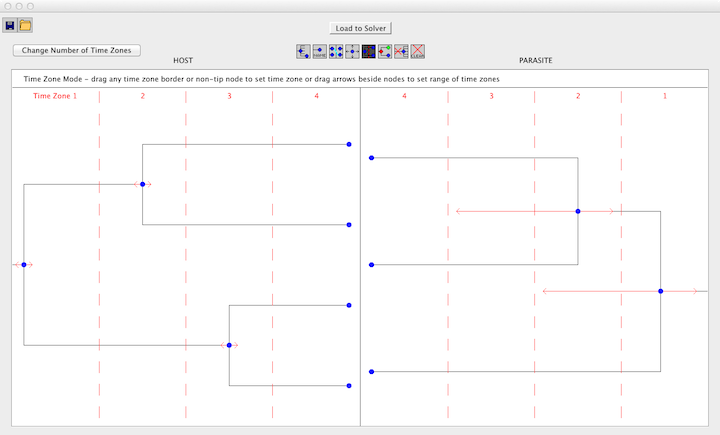 Load to Solver
Change Number of Time Zones
HOST
PARASITE
Time Zone Mode - drag any time zone border or non-tip node to set time zone or drag arrows beside nodes to set range of time zones
Time Zone 1 2 3 4 4 3 2 1